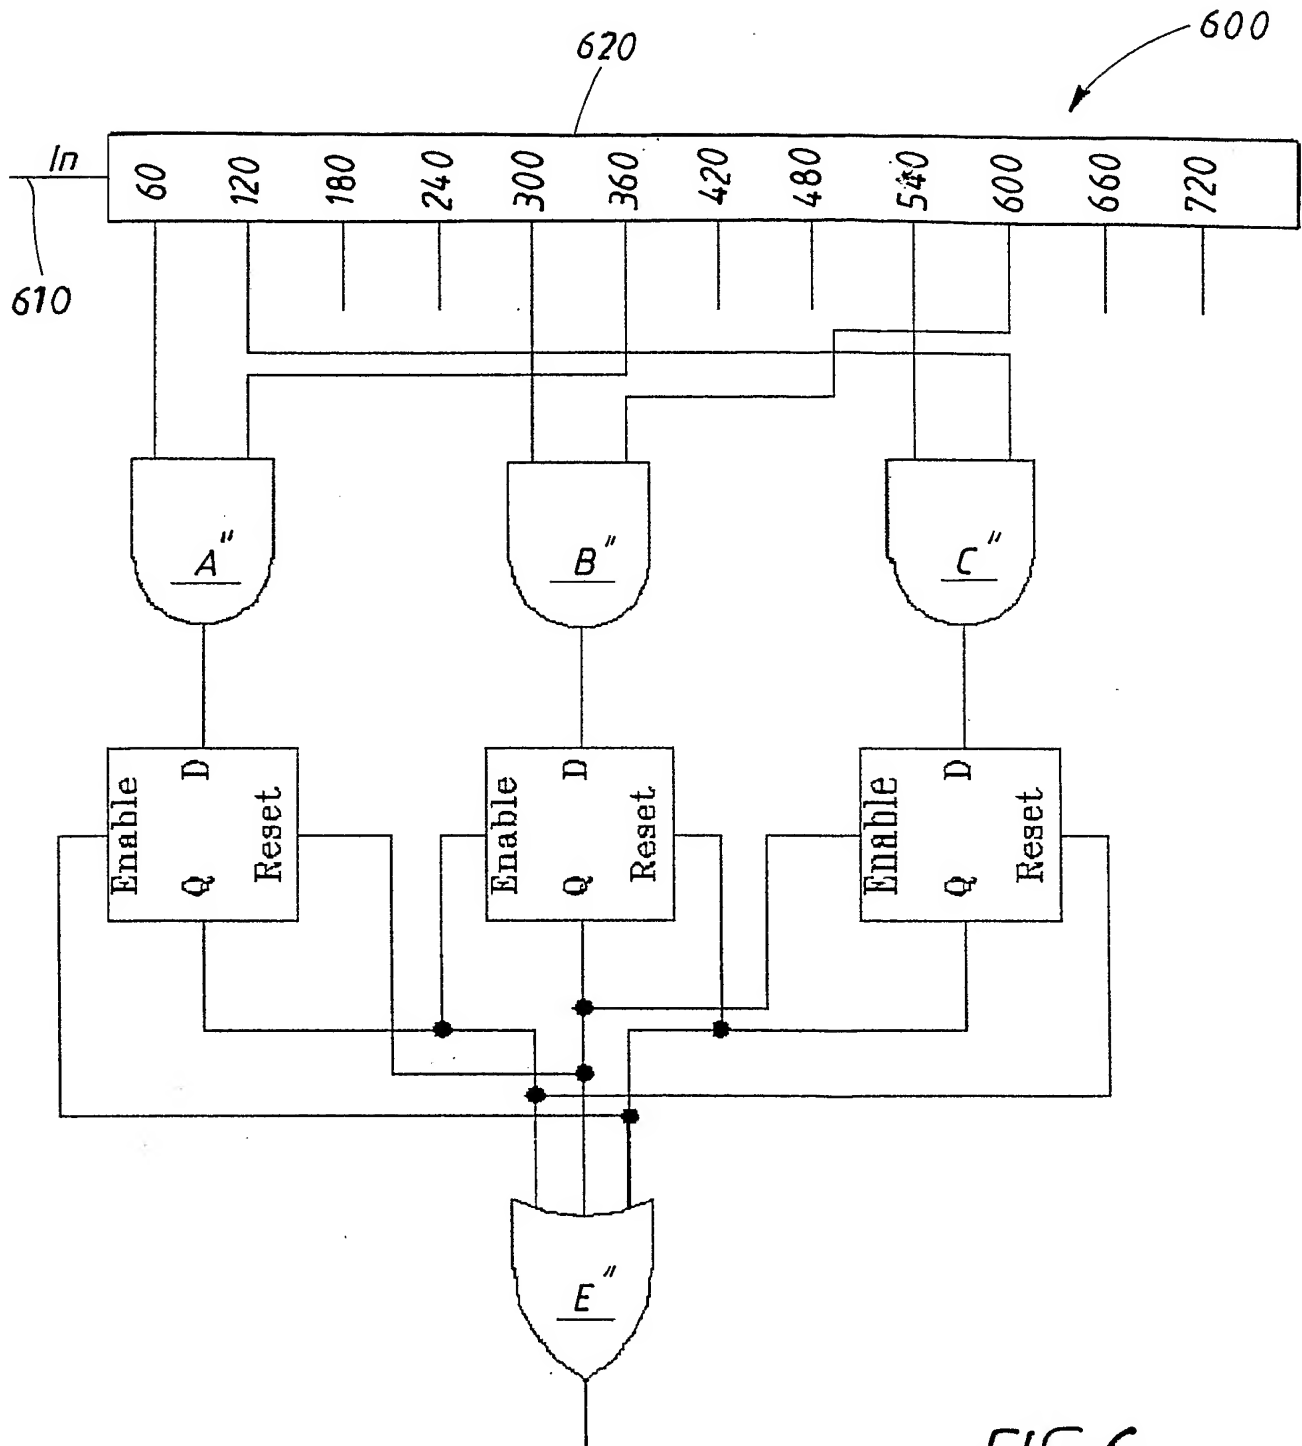 600
620
In
60 120 180 240 300 360 420 480 540 600 660 720
610
A" B" C"
Enable D Q Reset
Enable D Q Reset
Enable D Q Reset
E"